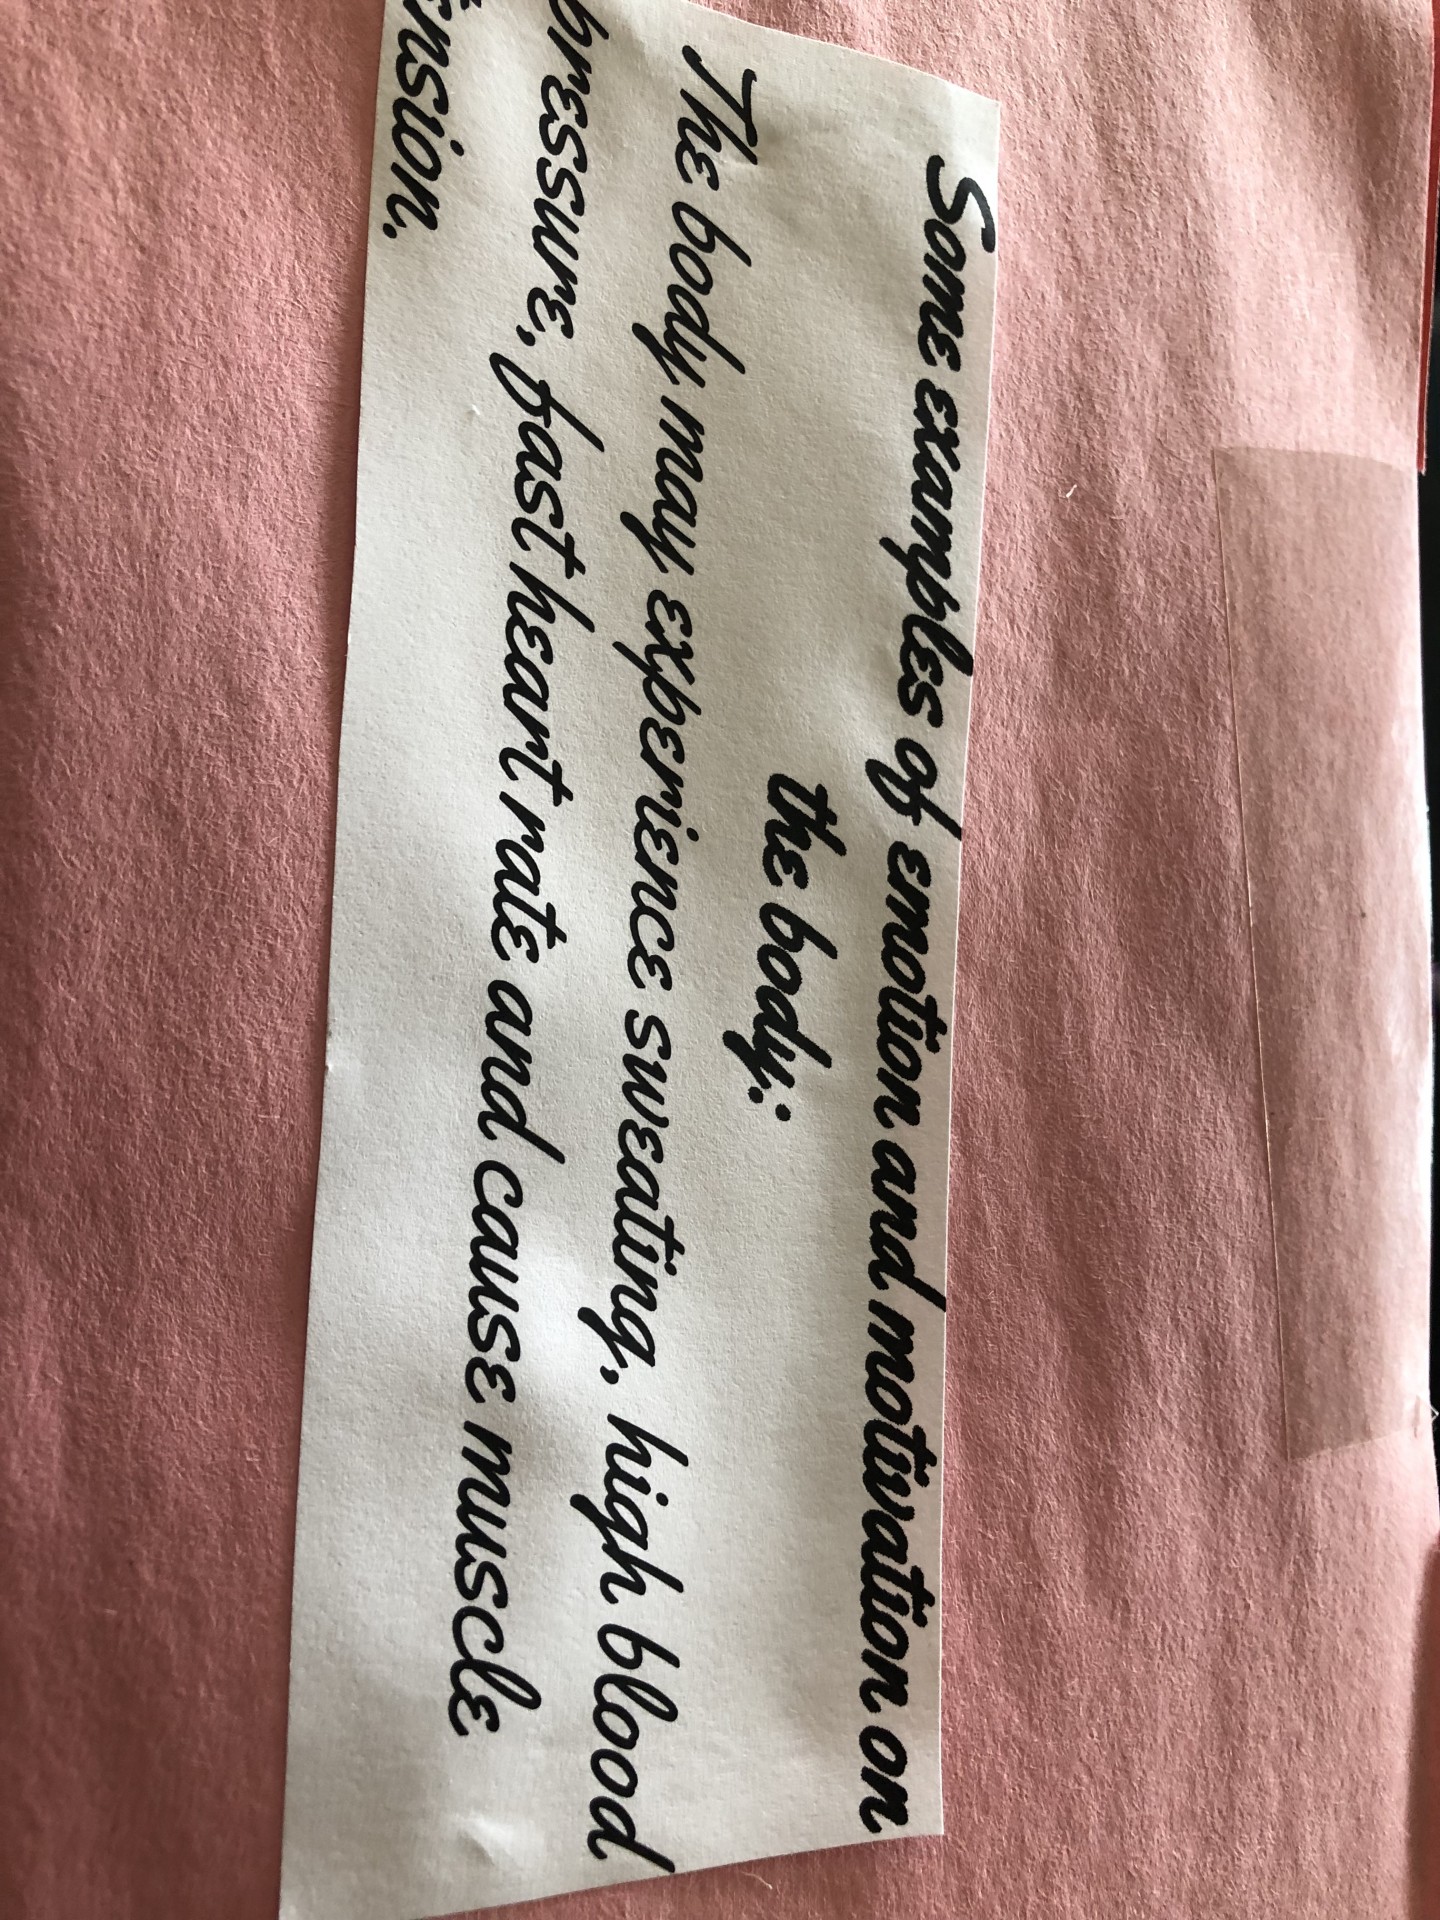 Some examples of emotion and motivation on
the body:
The body may experience sweating, high blood
pressure, fast heart rate and cause muscle
tension.